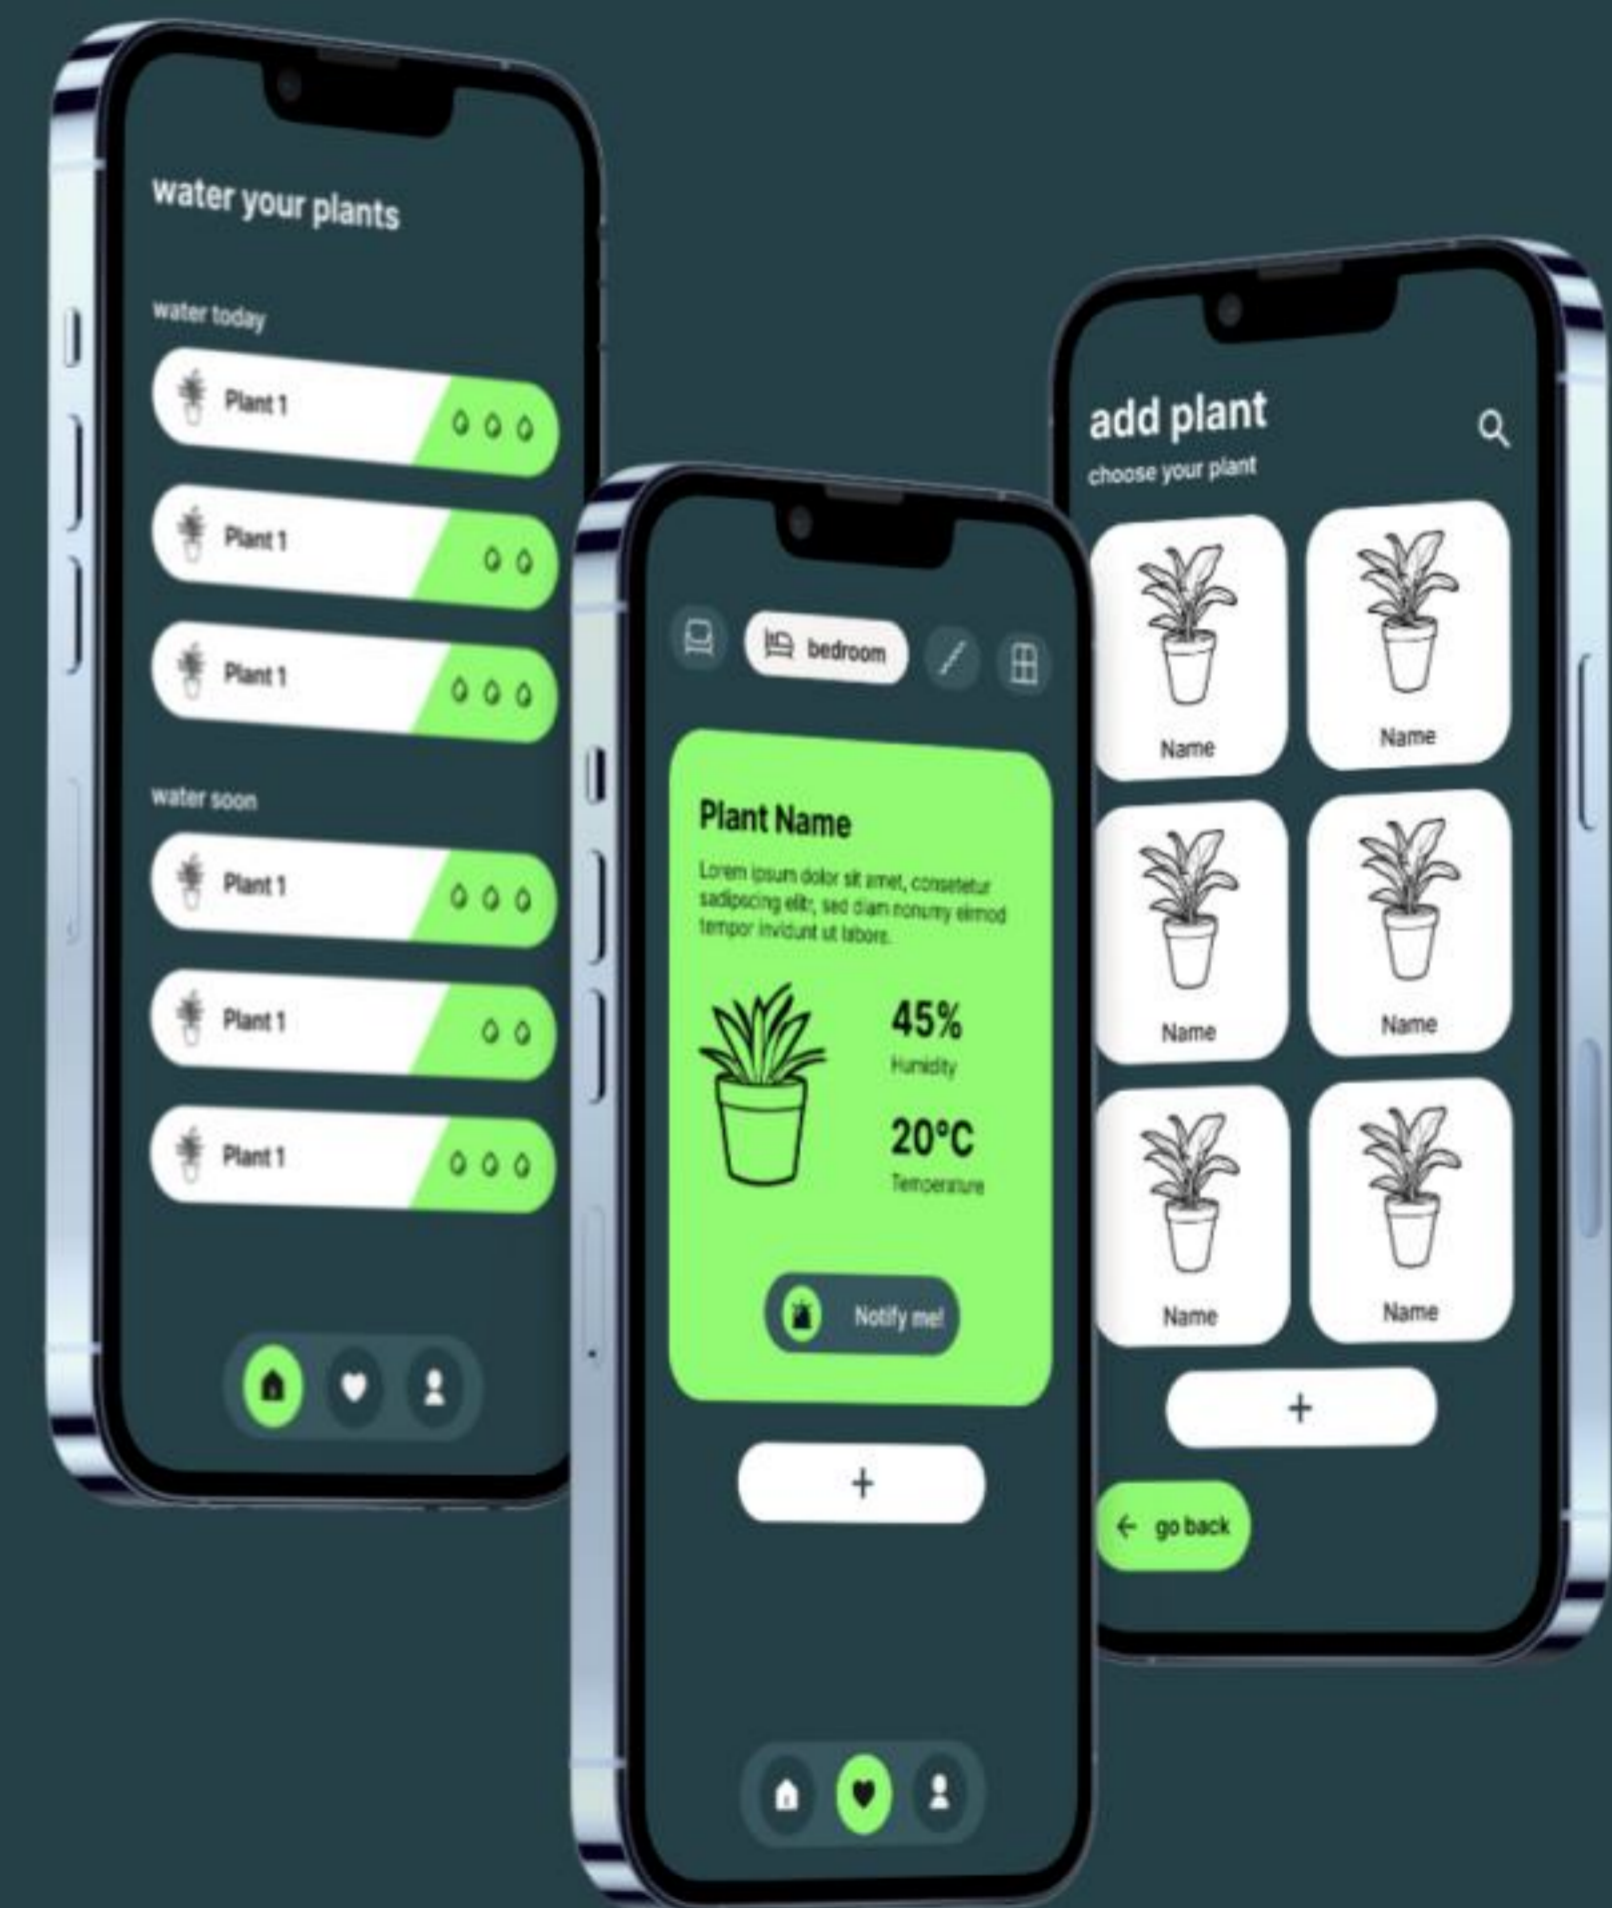 water your plants
water today
Plant 1
Plant 1
Plant 1
water soon
Plant 1
Plant 1
Plant 1
bedroom
Plant Name
Lorem ipsum dolor sit amet, consetetur
sadipscing elitr, sed diam nonumy eirmod
tempor invidunt ut labore.
45%
Humidity
20°C
Temperature
Notify me!
+
add plant
choose your plant
Name
Name
Name
Name
Name
Name
+
← go back